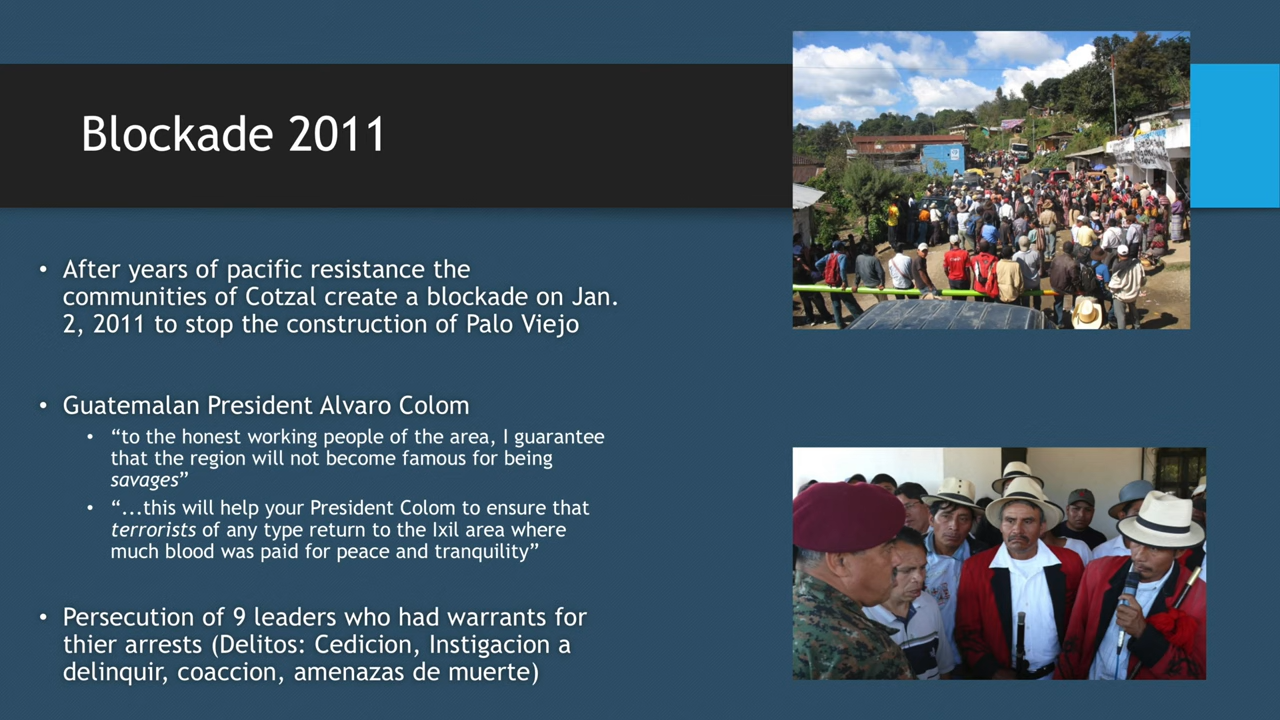 Blockade 2011
• After years of pacific resistance the
communities of Cotzal create a blockade on Jan.
2, 2011 to stop the construction of Palo Viejo
• Guatemalan President Alvaro Colom
• “to the honest working people of the area, I guarantee
that the region will not become famous for being
savages”
• “...this will help your President Colom to ensure that
terrorists of any type return to the Ixil area where
much blood was paid for peace and tranquility”
• Persecution of 9 leaders who had warrants for
thier arrests (Delitos: Cedicion, Instigacion a
delinquir, coaccion, amenazas de muerte)